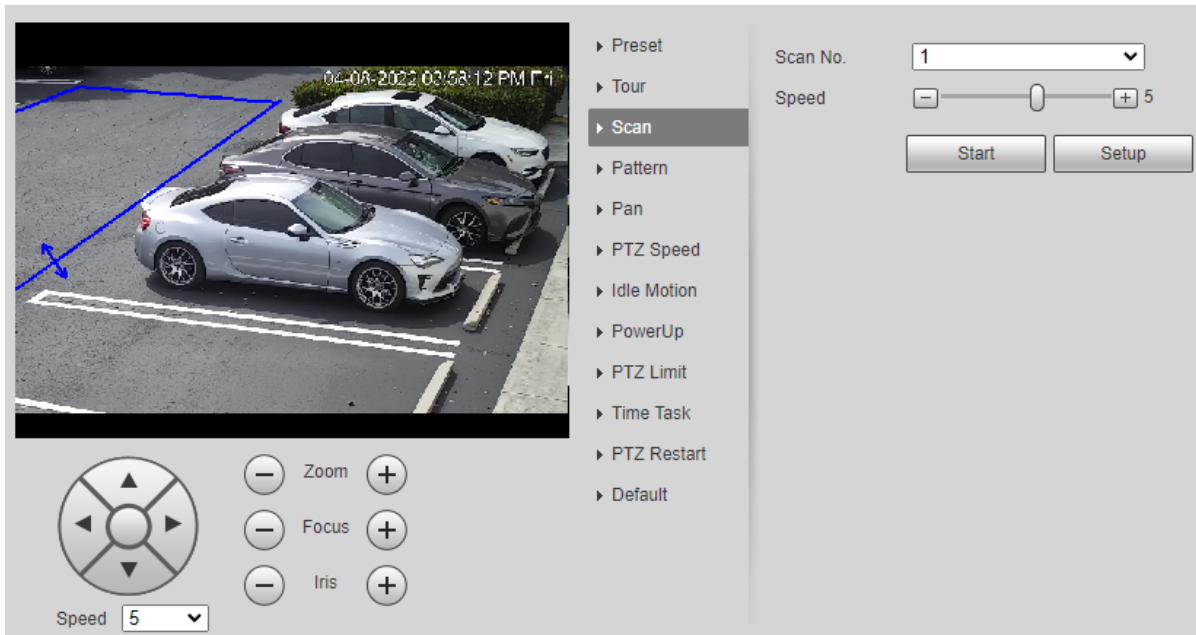 04-08-2022 03:58:12 PM Fri
Preset
Tour
Scan
Pattern
Pan
PTZ Speed
Idle Motion
PowerUp
PTZ Limit
Time Task
PTZ Restart
Default
Scan No. 1
Speed 5
Start Setup
Zoom
Focus
Iris
Speed 5